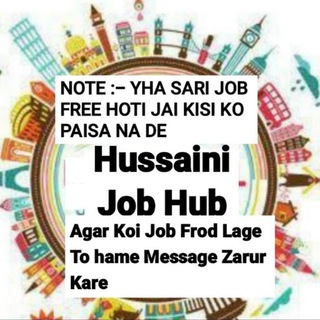 NOTE :– YHA SARI JOB
FREE HOTI JAI KISI KO
PAISA NA DE
Hussaini
Job Hub
Agar Koi Job Frod Lage
To hame Message Zarur
Kare